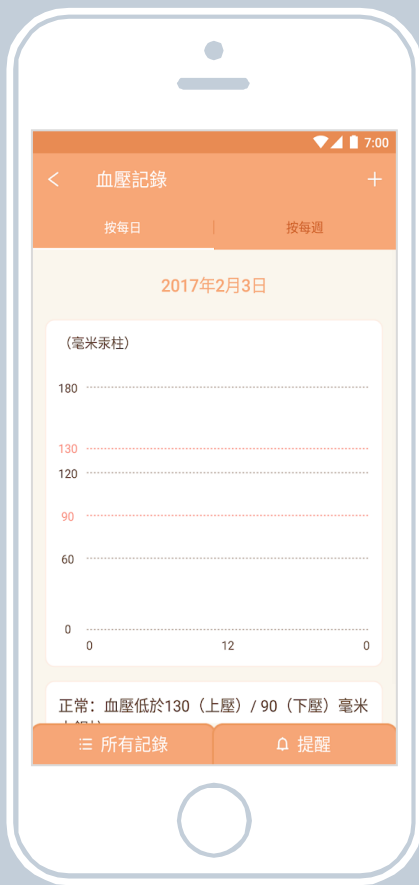 7:00
血壓記錄
按每日
按每週
2017年2月3日
（毫米汞柱）
180
130
120
90
60
0
0 12 0
正常：血壓低於130（上壓）/ 90（下壓）毫米
所有記錄
提醒